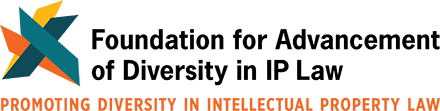 Foundation for Advancement
of Diversity in IP Law
PROMOTING DIVERSITY IN INTELLECTUAL PROPERTY LAW